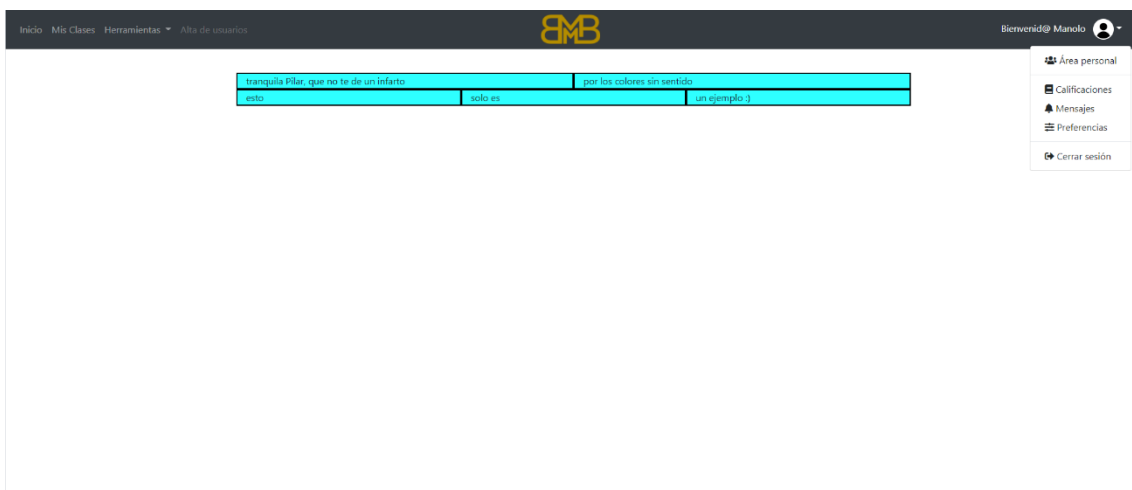 Inicio Mis Clases Herramientas Alta de usuarios BMB Bienvenid@ Manolo
Área personal
tranquila Pilar, que no te de un infarto por los colores sin sentido
esto solo es un ejemplo :)
Calificaciones
Mensajes
Preferencias
Cerrar sesión